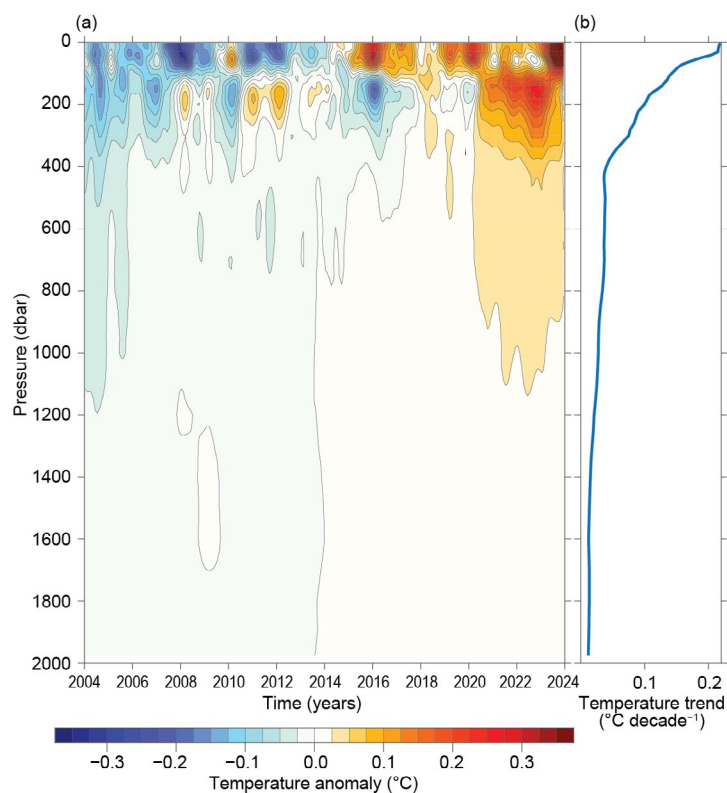 (a)
(b)
0
200
400
600
800
1000
1200
1400
1600
1800
2000
Pressure (dbar)
2004 2006 2008 2010 2012 2014 2016 2018 2020 2022 2024
Time (years)
0.1 0.2
Temperature trend
(°C decade⁻¹)
−0.3 −0.2 −0.1 0.0 0.1 0.2 0.3
Temperature anomaly (°C)